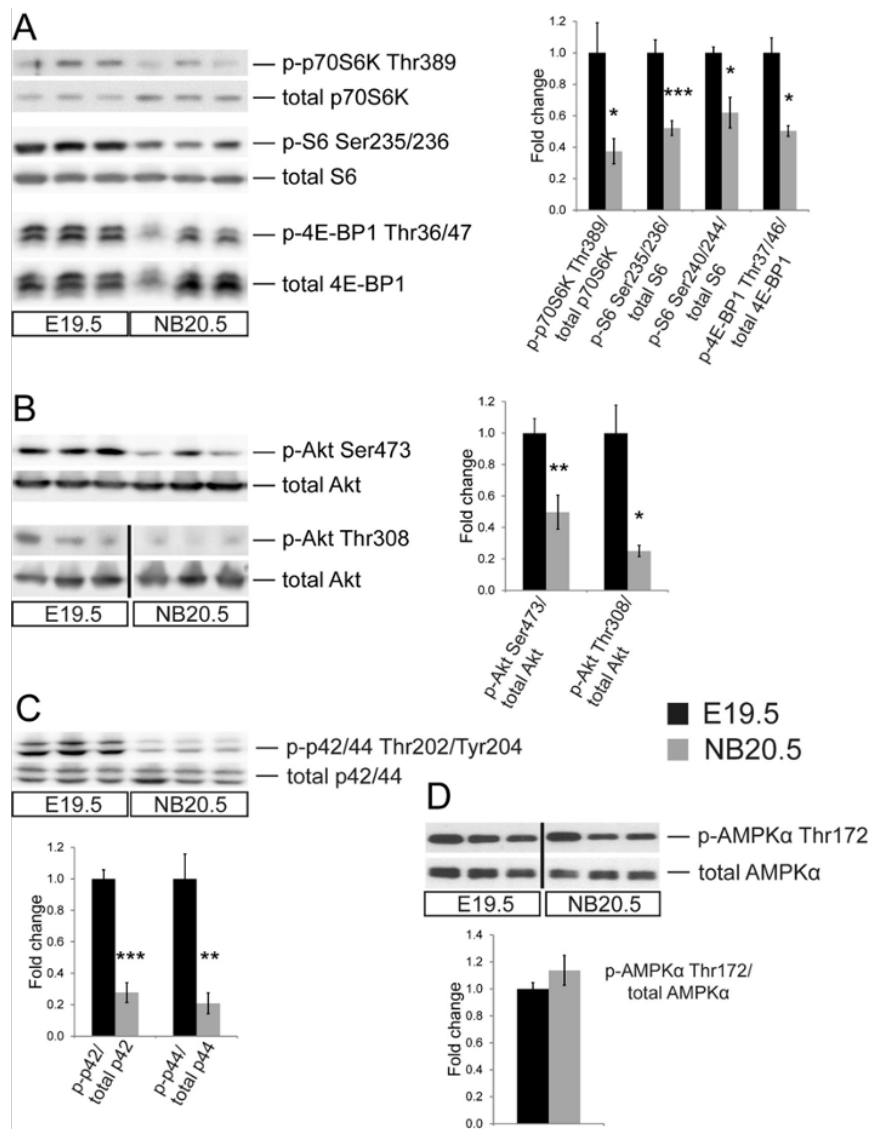 A
p-p70S6K Thr389
total p70S6K
p-S6 Ser235/236
total S6
p-4E-BP1 Thr36/47
total 4E-BP1
E19.5
NB20.5
Fold change
1.2
1.0
0.8
0.6
0.4
0.2
0.0
*
***
*
*
p-p70S6K Thr389/
total p70S6K
p-S6 Ser235/236/
total S6
p-S6 Ser240/244/
total S6
p-4E-BP1 Thr37/46/
total 4E-BP1
B
p-Akt Ser473
total Akt
p-Akt Thr308
total Akt
E19.5
NB20.5
Fold change
1.2
1.0
0.8
0.6
0.4
0.2
0.0
**
*
p-Akt Ser473/
total Akt
p-Akt Thr308/
total Akt
E19.5
NB20.5
C
p-p42/44 Thr202/Tyr204
total p42/44
E19.5
NB20.5
Fold change
1.2
1.0
0.8
0.6
0.4
0.2
0.0
***
**
p-p42/
total p42
p-p44/
total p44
D
p-AMPKα Thr172
total AMPKα
E19.5
NB20.5
Fold change
1.4
1.2
1.0
0.8
0.6
0.4
0.2
0.0
p-AMPKα Thr172/
total AMPKα